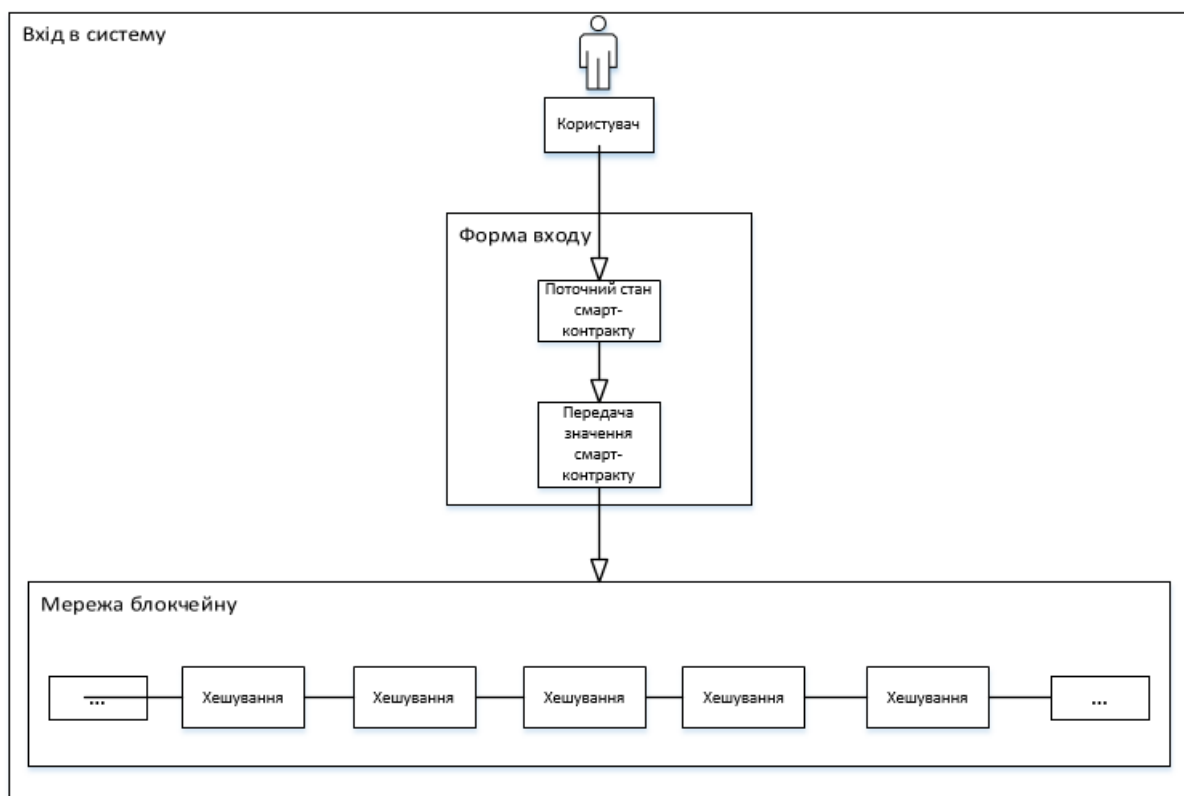 Вхід в систему
Користувач
Форма входу
Поточний стан
смарт-
контракту
Передача
значення
смарт-
контракту
Мережа блокчейну
...
Хешування
Хешування
Хешування
Хешування
Хешування
...